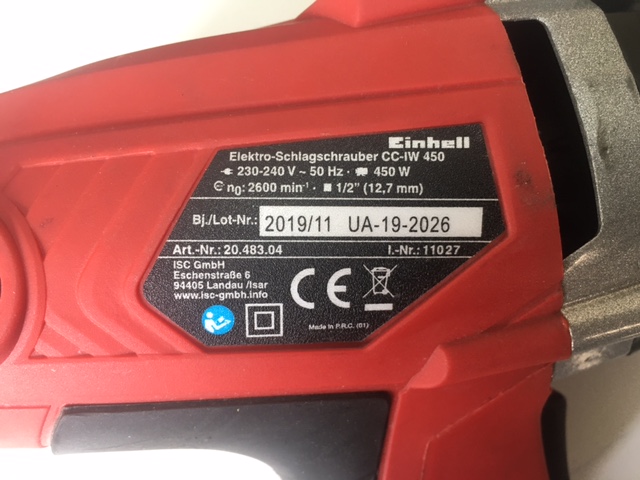 Einhell
Elektro-Schlagschrauber CC-IW 450
230-240 V ~ 50 Hz · 450 W
n₀: 2600 min⁻¹ · ■ 1/2" (12,7 mm)
Bj./Lot-Nr.: 2019/11 UA-19-2026
Art.-Nr.: 20.483.04 I.-Nr.: 11027
ISC GmbH
Eschenstraße 6
94405 Landau /Isar
www.isc-gmbh.info
CE
Made in P.R.C. (01)